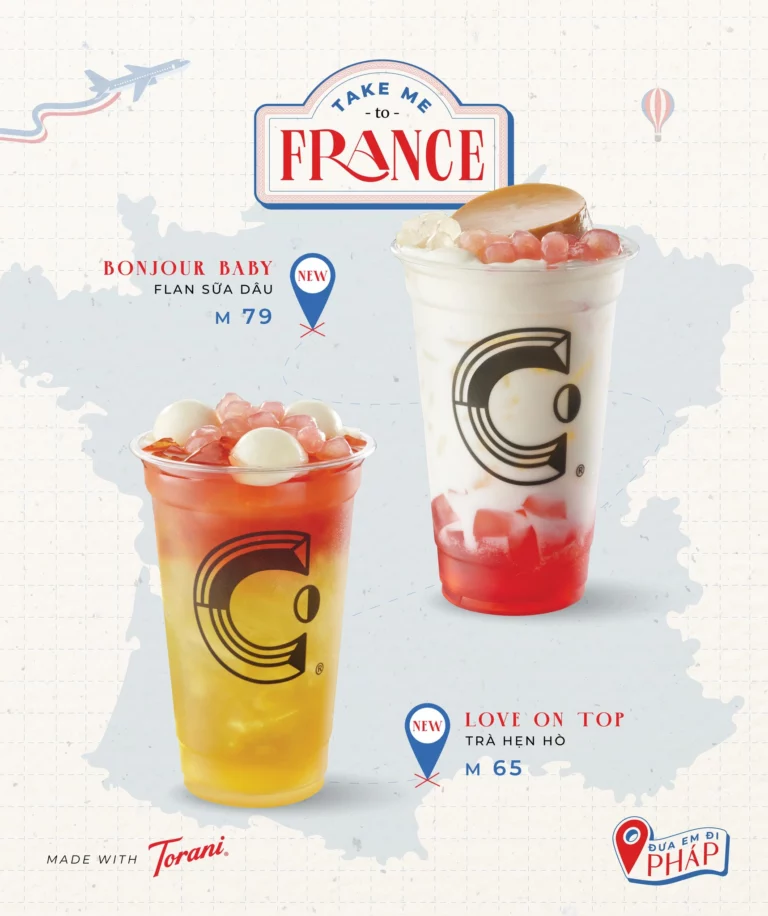 TAKE ME
- to -
FRANCE
BONJOUR BABY
FLAN SỮA DÂU
M 79
NEW
C
®
C
®
NEW
LOVE ON TOP
TRÀ HẸN HÒ
M 65
MADE WITH Torani®
ĐƯA EM ĐI
PHÁP